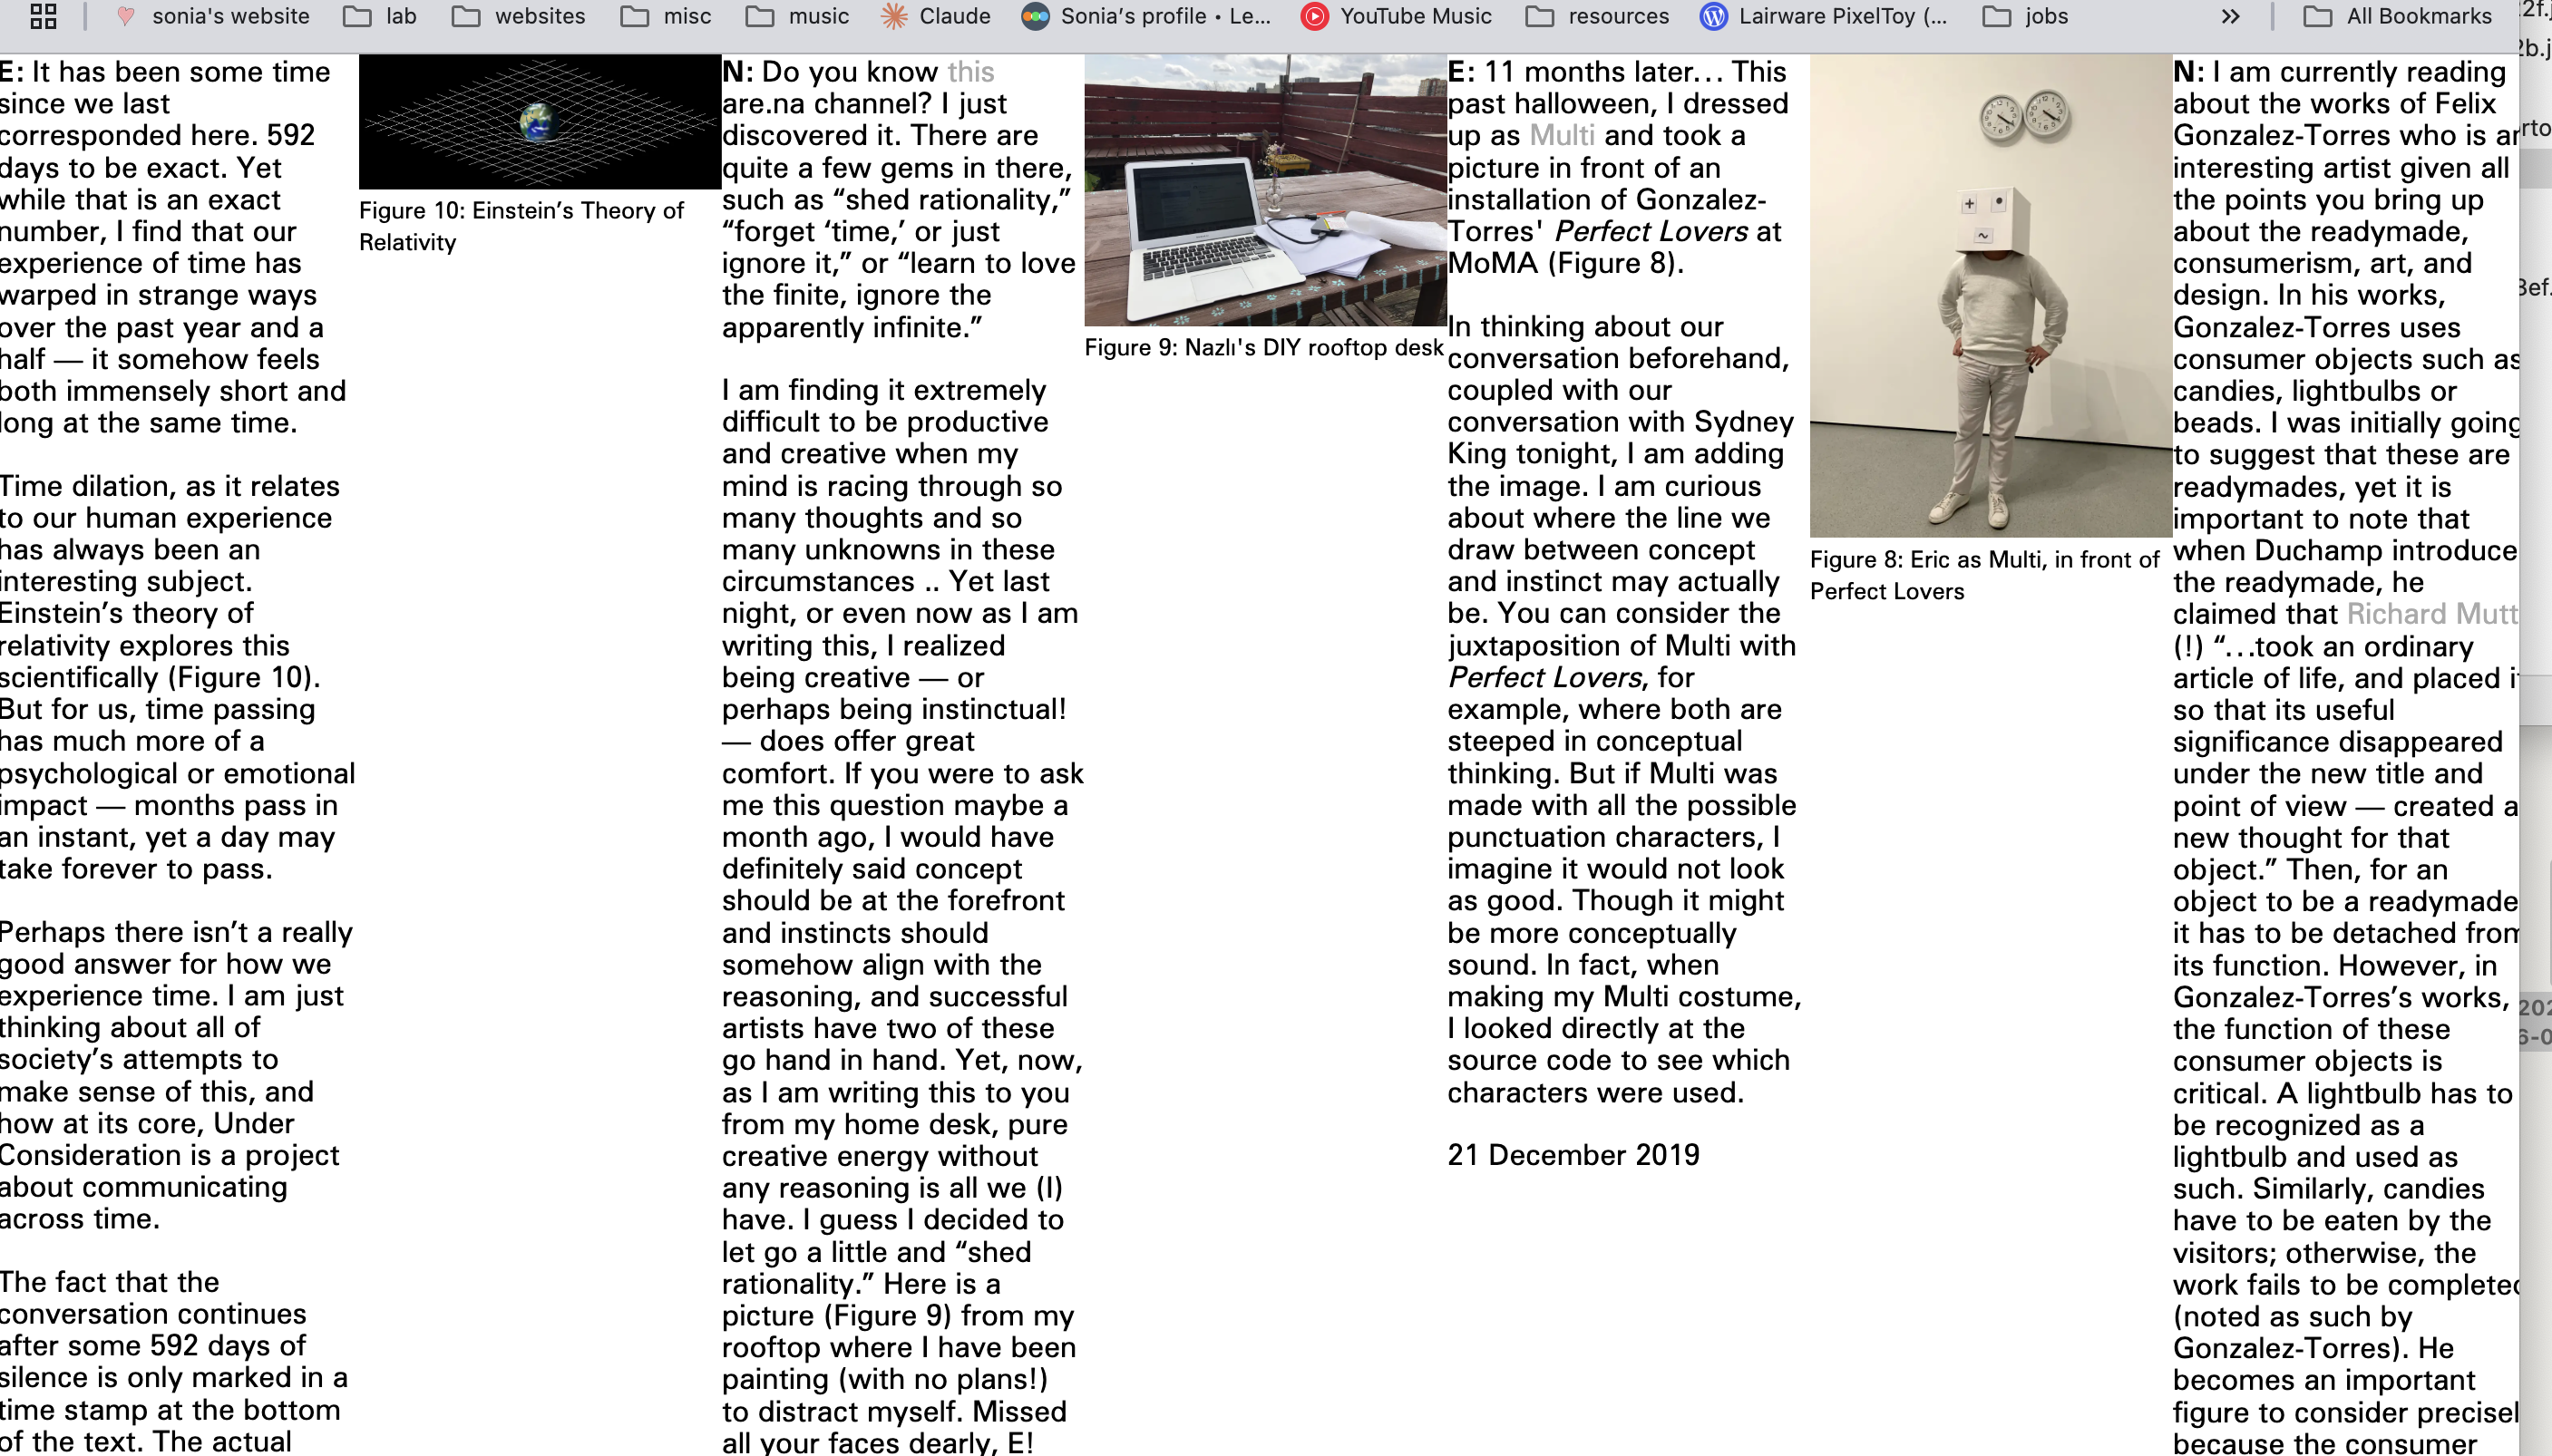 sonia's website
lab
websites
misc
music
Claude
Sonia's profile • Le...
YouTube Music
resources
Lairware PixelToy (...
jobs
»
All Bookmarks
E: It has been some time
since we last
corresponded here. 592
days to be exact. Yet
while that is an exact
number, I find that our
experience of time has
warped in strange ways
over the past year and a
half — it somehow feels
both immensely short and
long at the same time.
Time dilation, as it relates
to our human experience
has always been an
interesting subject.
Einstein’s theory of
relativity explores this
scientifically (Figure 10).
But for us, time passing
has much more of a
psychological or emotional
impact — months pass in
an instant, yet a day may
take forever to pass.
Perhaps there isn’t a really
good answer for how we
experience time. I am just
thinking about all of
society’s attempts to
make sense of this, and
how at its core, Under
Consideration is a project
about communicating
across time.
The fact that the
conversation continues
after some 592 days of
silence is only marked in a
time stamp at the bottom
of the text. The actual
Figure 10: Einstein’s Theory of
Relativity
N: Do you know this
are.na channel? I just
discovered it. There are
quite a few gems in there,
such as “shed rationality,”
“forget ‘time,’ or just
ignore it,” or “learn to love
the finite, ignore the
apparently infinite.”
I am finding it extremely
difficult to be productive
and creative when my
mind is racing through so
many thoughts and so
many unknowns in these
circumstances .. Yet last
night, or even now as I am
writing this, I realized
being creative — or
perhaps being instinctual!
— does offer great
comfort. If you were to ask
me this question maybe a
month ago, I would have
definitely said concept
should be at the forefront
and instincts should
somehow align with the
reasoning, and successful
artists have two of these
go hand in hand. Yet, now,
as I am writing this to you
from my home desk, pure
creative energy without
any reasoning is all we (I)
have. I guess I decided to
let go a little and “shed
rationality.” Here is a
picture (Figure 9) from my
rooftop where I have been
painting (with no plans!)
to distract myself. Missed
all your faces dearly, E!
Figure 9: Nazlı's DIY rooftop desk
E: 11 months later... This
past halloween, I dressed
up as Multi and took a
picture in front of an
installation of Gonzalez-
Torres' Perfect Lovers at
MoMA (Figure 8).
In thinking about our
conversation beforehand,
coupled with our
conversation with Sydney
King tonight, I am adding
the image. I am curious
about where the line we
draw between concept
and instinct may actually
be. You can consider the
juxtaposition of Multi with
Perfect Lovers, for
example, where both are
steeped in conceptual
thinking. But if Multi was
made with all the possible
punctuation characters, I
imagine it would not look
as good. Though it might
be more conceptually
sound. In fact, when
making my Multi costume,
I looked directly at the
source code to see which
characters were used.
21 December 2019
Figure 8: Eric as Multi, in front of
Perfect Lovers
N: I am currently reading
about the works of Felix
Gonzalez-Torres who is an
interesting artist given all
the points you bring up
about the readymade,
consumerism, art, and
design. In his works,
Gonzalez-Torres uses
consumer objects such as
candies, lightbulbs or
beads. I was initially going
to suggest that these are
readymades, yet it is
important to note that
when Duchamp introduce
the readymade, he
claimed that Richard Mutt
(!) “...took an ordinary
article of life, and placed it
so that its useful
significance disappeared
under the new title and
point of view — created a
new thought for that
object.” Then, for an
object to be a readymade
it has to be detached from
its function. However, in
Gonzalez-Torres’s works,
the function of these
consumer objects is
critical. A lightbulb has to
be recognized as a
lightbulb and used as
such. Similarly, candies
have to be eaten by the
visitors; otherwise, the
work fails to be completed
(noted as such by
Gonzalez-Torres). He
becomes an important
figure to consider precisel
because the consumer